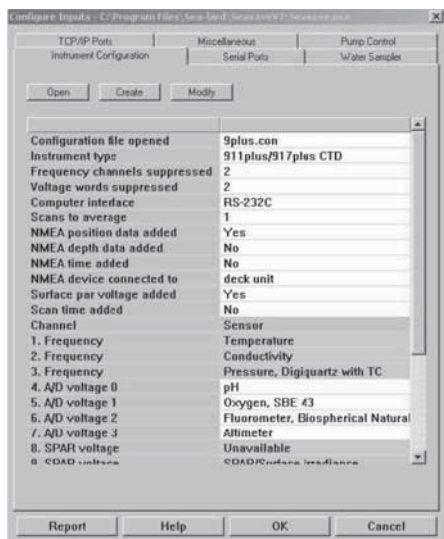 Configure Inputs - C:\Program Files\Sea-bird\SeasaveV7\Seasave.psa
TCP/IP Ports Miscellaneous Pump Control
Instrument Configuration Serial Ports Water Sampler
Open Create Modify
Configuration file opened 9plus.con
Instrument type 911plus/917plus CTD
Frequency channels suppressed 2
Voltage words suppressed 2
Computer interface RS-232C
Scans to average 1
NMEA position data added Yes
NMEA depth data added No
NMEA time added No
NMEA device connected to deck unit
Surface par voltage added Yes
Scan time added No
Channel Sensor
1. Frequency Temperature
2. Frequency Conductivity
3. Frequency Pressure, Digiquartz with TC
4. A/D voltage 0 pH
5. A/D voltage 1 Oxygen, SBE 43
6. A/D voltage 2 Fluorometer, Biospherical Natural
7. A/D voltage 3 Altimeter
8. SPAR voltage Unavailable
9. SPAR voltage SPAR/Surface Irradiance
Report Help OK Cancel